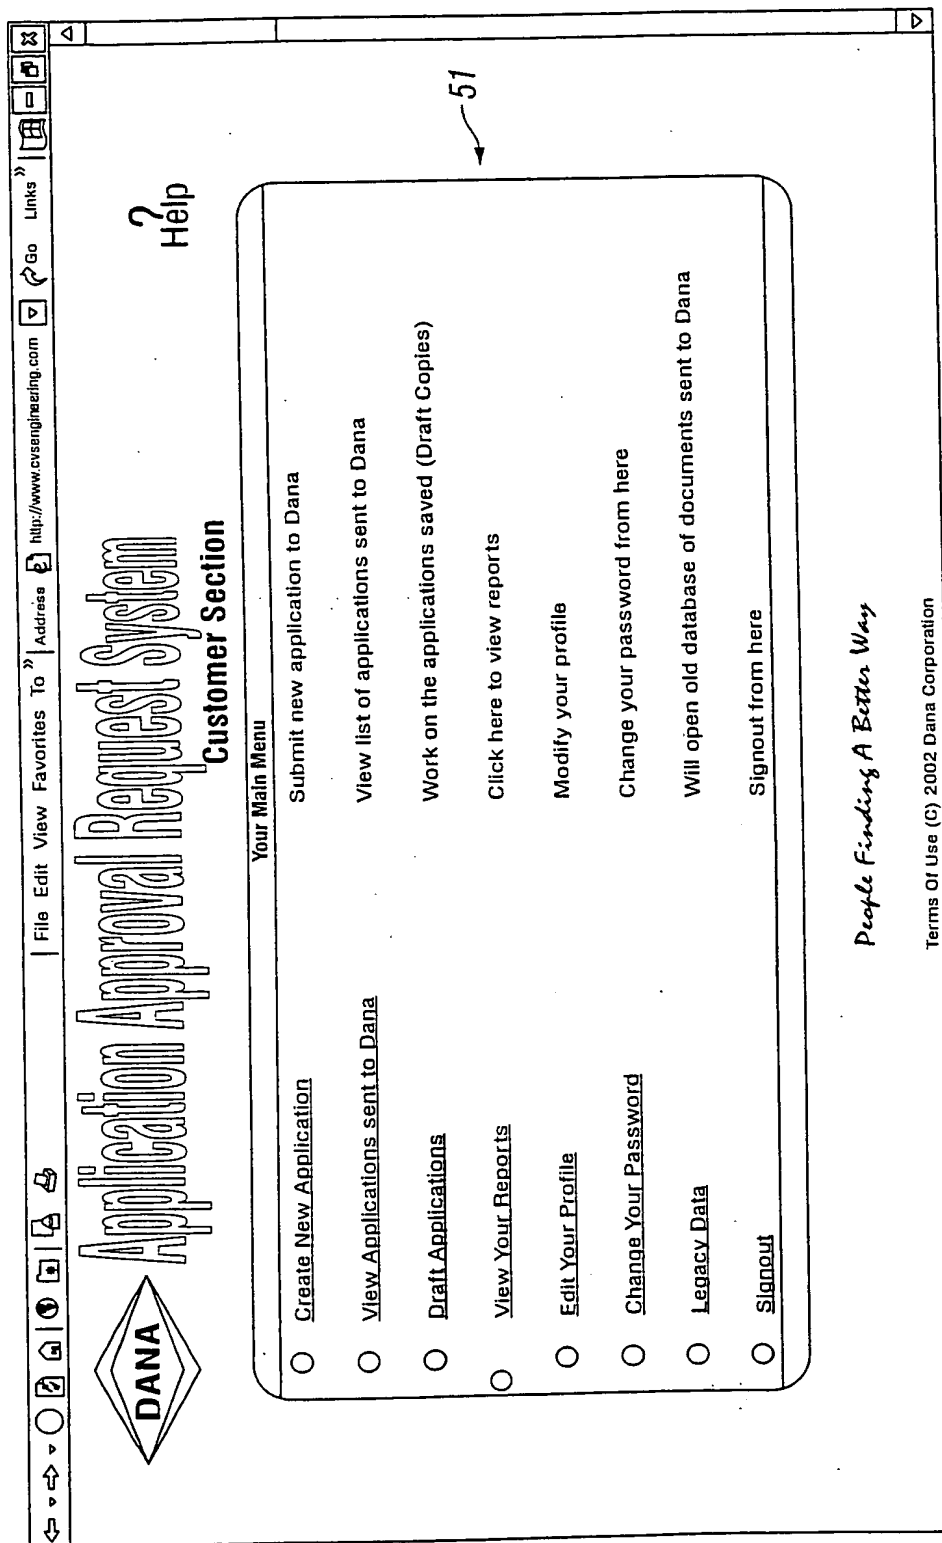 File Edit View Favorites To » Address http://www.cvsengineering.com Go Links »
DANA
Application Approval Request System
? Help
Customer Section
Your Main Menu
Create New Application Submit new application to Dana
View Applications sent to Dana View list of applications sent to Dana
Draft Applications Work on the applications saved (Draft Copies)
View Your Reports Click here to view reports
Edit Your Profile Modify your profile
Change Your Password Change your password from here
Legacy Data Will open old database of documents sent to Dana
Signout Signout from here
51
People Finding A Better Way
Terms Of Use (C) 2002 Dana Corporation